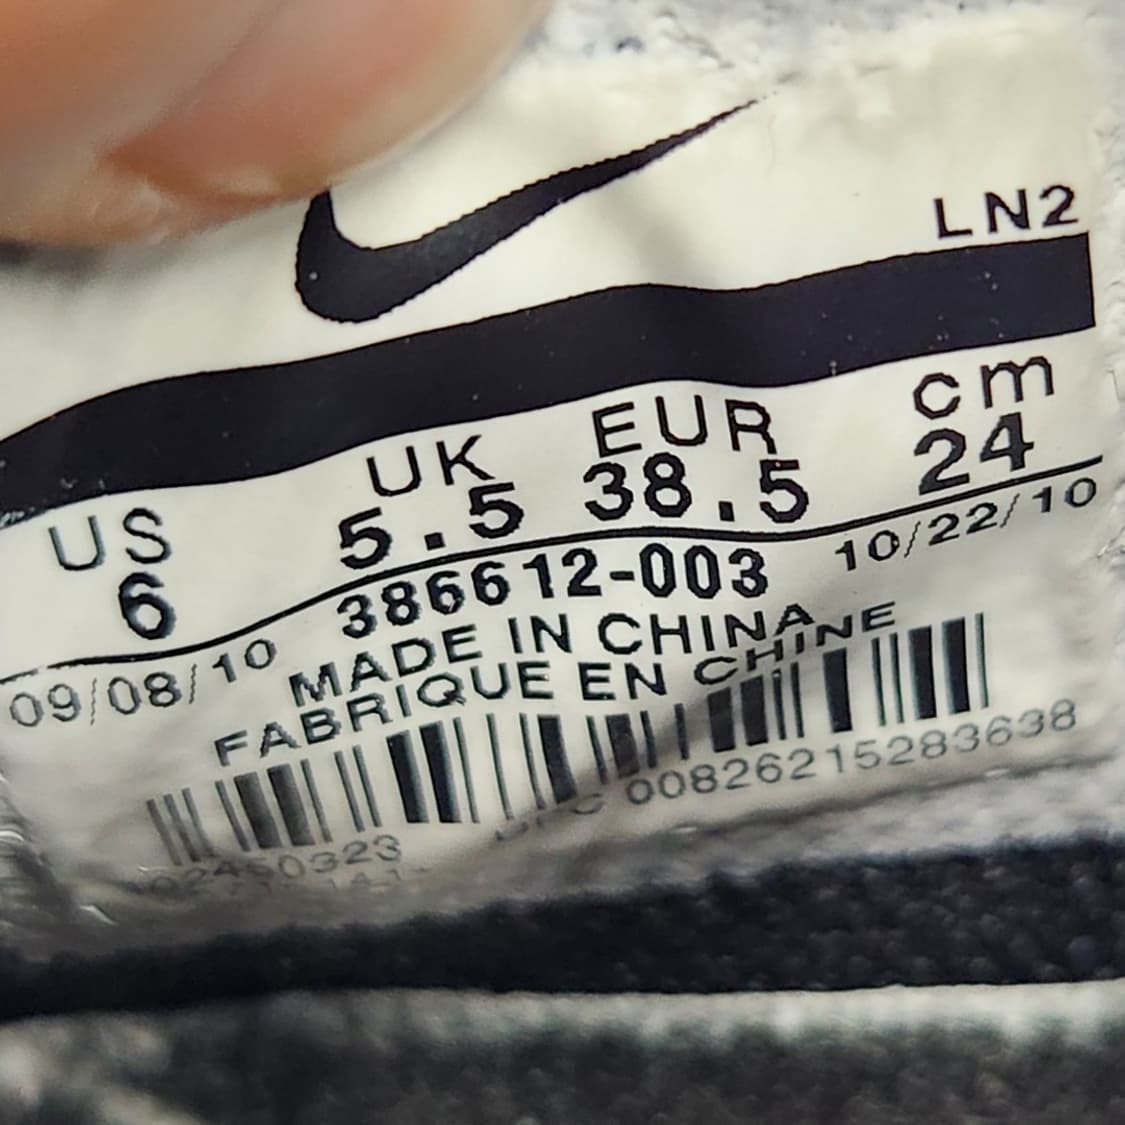 LN2
US UK EUR cm
6 5.5 38.5 24
09/08/10 386612-003 10/22/10
MADE IN CHINA
FABRIQUE EN CHINE
UPC 00826215283638